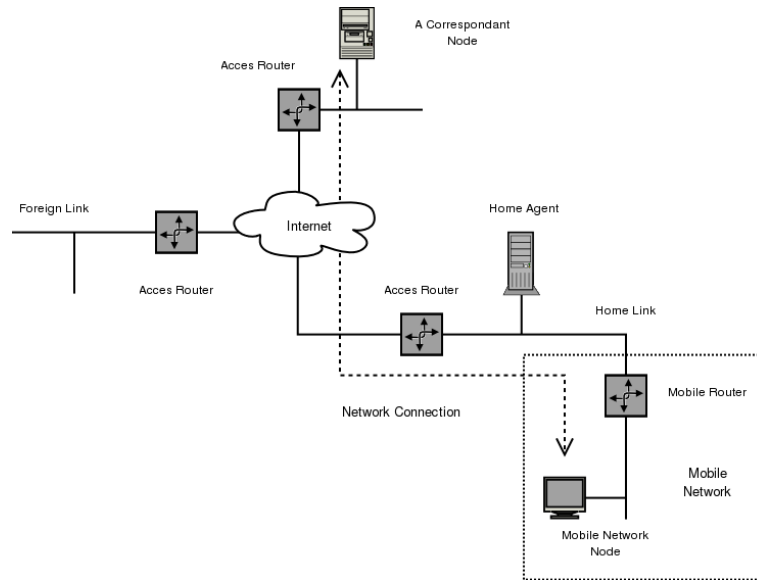 A Correspondant
Node
Acces Router
Foreign Link
Internet
Home Agent
Acces Router
Acces Router
Home Link
Mobile Router
Network Connection
Mobile
Network
Mobile Network
Node